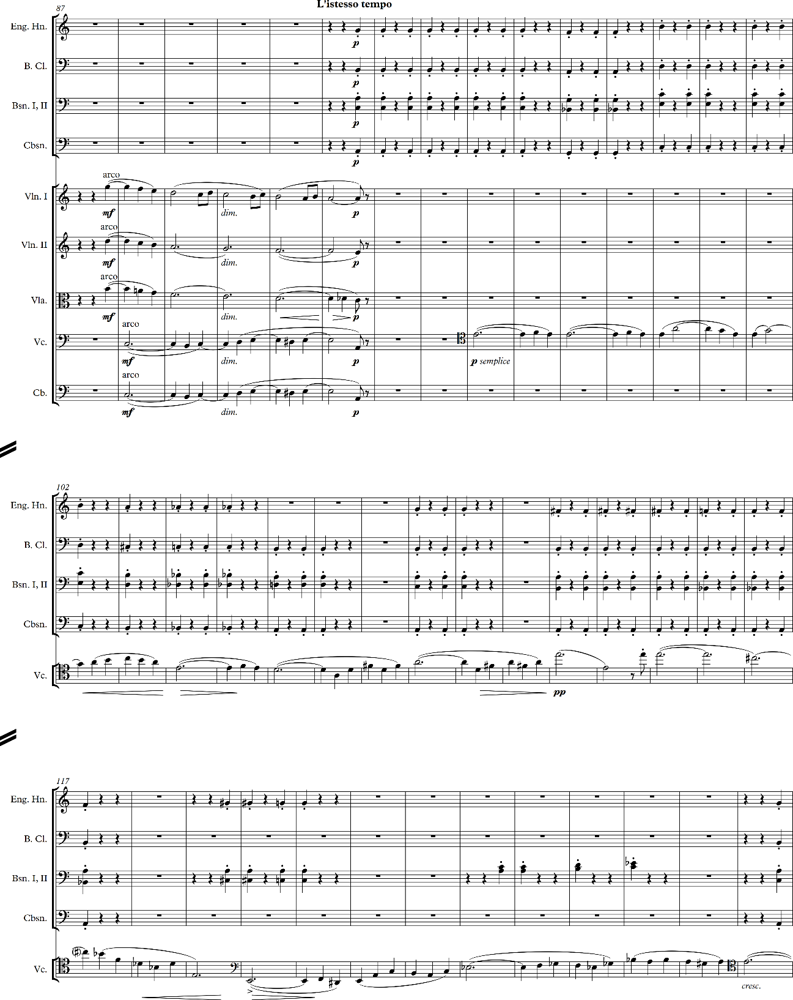 L'istesso tempo
87
Eng. Hn.
p
B. Cl.
p
Bsn. I, II
p
Cbsn.
p
arco
Vln. I
mf dim. p
arco
Vln. II
mf dim. p
arco
Vla.
mf dim. p
arco
Vc.
mf dim. p p semplice
arco
Cb.
mf dim. p
102
Eng. Hn.
B. Cl.
Bsn. I, II
Cbsn.
Vc.
pp
117
Eng. Hn.
B. Cl.
Bsn. I, II
Cbsn.
Vc.
cresc.